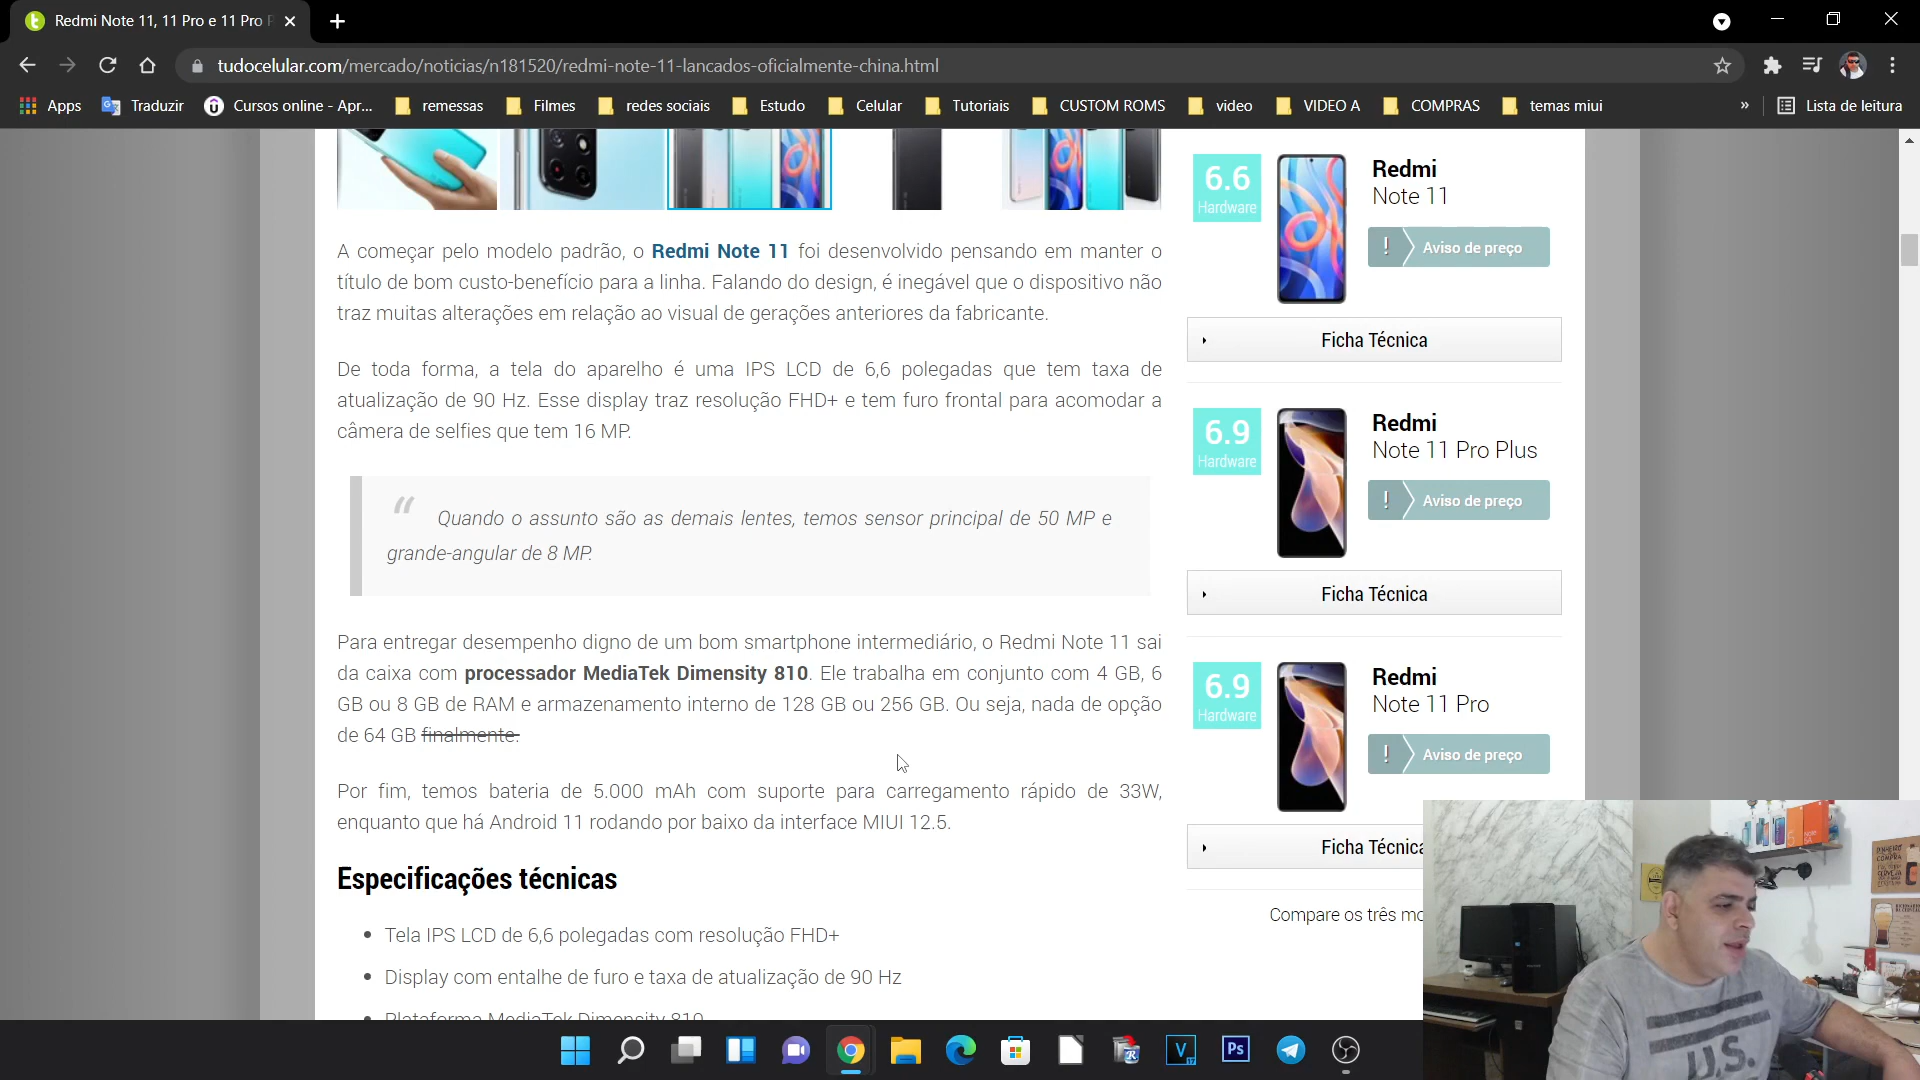 Redmi Note 11, 11 Pro e 11 Pro
tudocelular.com/mercado/noticias/n181520/redmi-note-11-lancados-oficialmente-china.html
Apps
Traduzir
Cursos online - Apr...
remessas
Filmes
redes sociais
Estudo
Celular
Tutoriais
CUSTOM ROMS
video
VIDEO A
COMPRAS
temas miui
»
Lista de leitura
A começar pelo modelo padrão, o Redmi Note 11 foi desenvolvido pensando em manter o
título de bom custo-benefício para a linha. Falando do design, é inegável que o dispositivo não
traz muitas alterações em relação ao visual de gerações anteriores da fabricante.
De toda forma, a tela do aparelho é uma IPS LCD de 6,6 polegadas que tem taxa de
atualização de 90 Hz. Esse display traz resolução FHD+ e tem furo frontal para acomodar a
câmera de selfies que tem 16 MP.
“ Quando o assunto são as demais lentes, temos sensor principal de 50 MP e
grande-angular de 8 MP.
Para entregar desempenho digno de um bom smartphone intermediário, o Redmi Note 11 sai
da caixa com processador MediaTek Dimensity 810. Ele trabalha em conjunto com 4 GB, 6
GB ou 8 GB de RAM e armazenamento interno de 128 GB ou 256 GB. Ou seja, nada de opção
de 64 GB finalmente.
Por fim, temos bateria de 5.000 mAh com suporte para carregamento rápido de 33W,
enquanto que há Android 11 rodando por baixo da interface MIUI 12.5.
Especificações técnicas
• Tela IPS LCD de 6,6 polegadas com resolução FHD+
• Display com entalhe de furo e taxa de atualização de 90 Hz
• Plataforma MediaTek Dimensity 810
6.6
Hardware
Redmi
Note 11
! Aviso de preço
Ficha Técnica
6.9
Hardware
Redmi
Note 11 Pro Plus
! Aviso de preço
Ficha Técnica
6.9
Hardware
Redmi
Note 11 Pro
! Aviso de preço
Ficha Técnica
Compare os três mo
U.S.
V
17
Ps